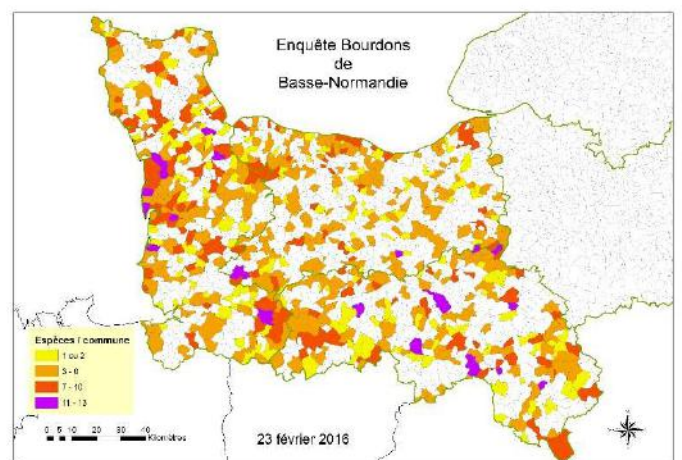 Enquête Bourdons
de
Basse-Normandie
Espèces / commune
1 ou 2
3 - 6
7 - 10
11 - 13
0 5 10 20 30 40
Kilomètres
23 février 2016